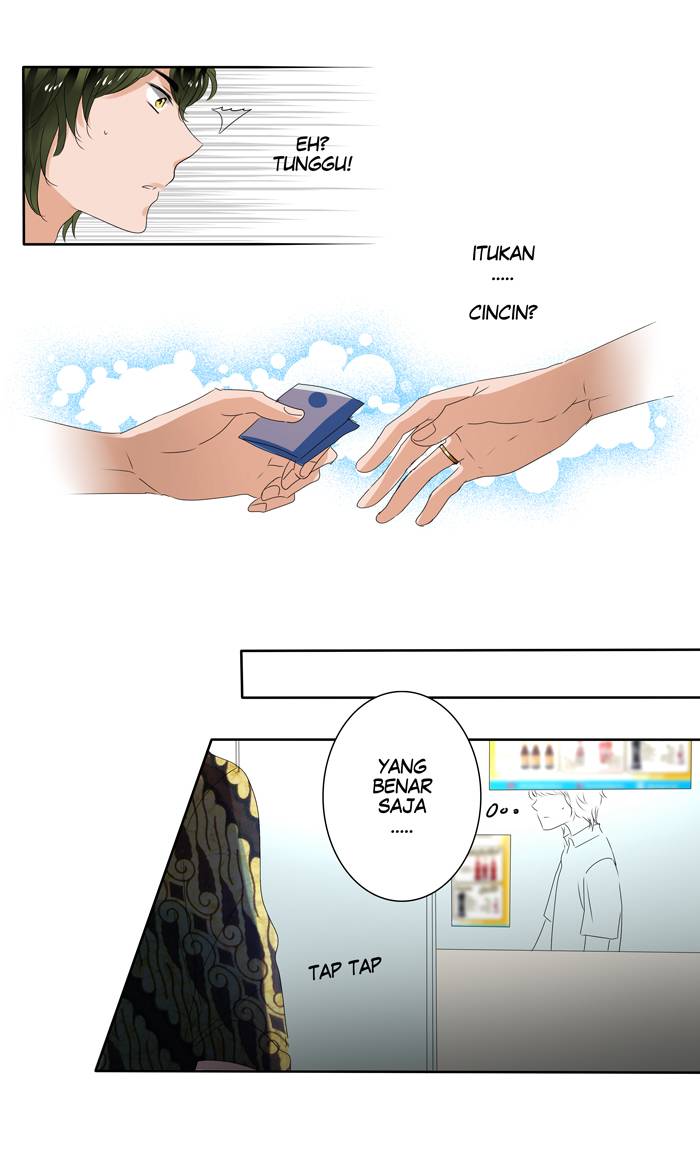 EH?
TUNGGU!
ITUKAN
.....
CINCIN?
YANG
BENAR
SAJA
.....
TAP TAP